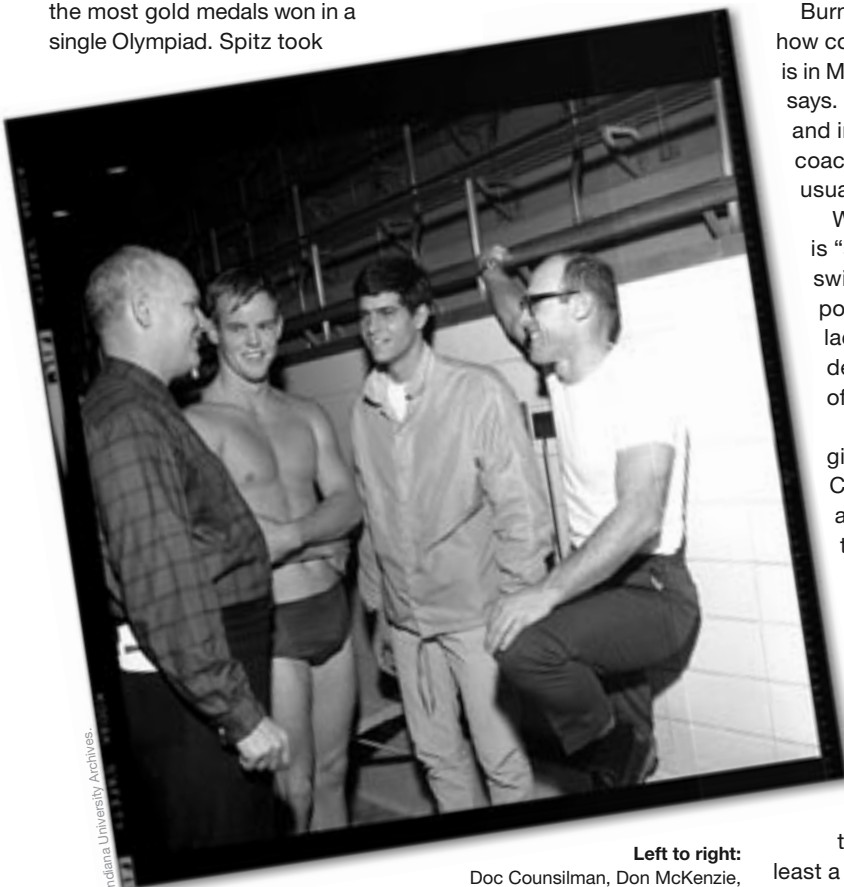 the most gold medals won in a
single Olympiad. Spitz took
ndiana University Archives.
Left to right:
Doc Counsilman, Don McKenzie,
Burn
how co
is in M
says.
and in
coac
usua
W
is “
swi
po
lac
de
of
gi
C
a
t
t
least a